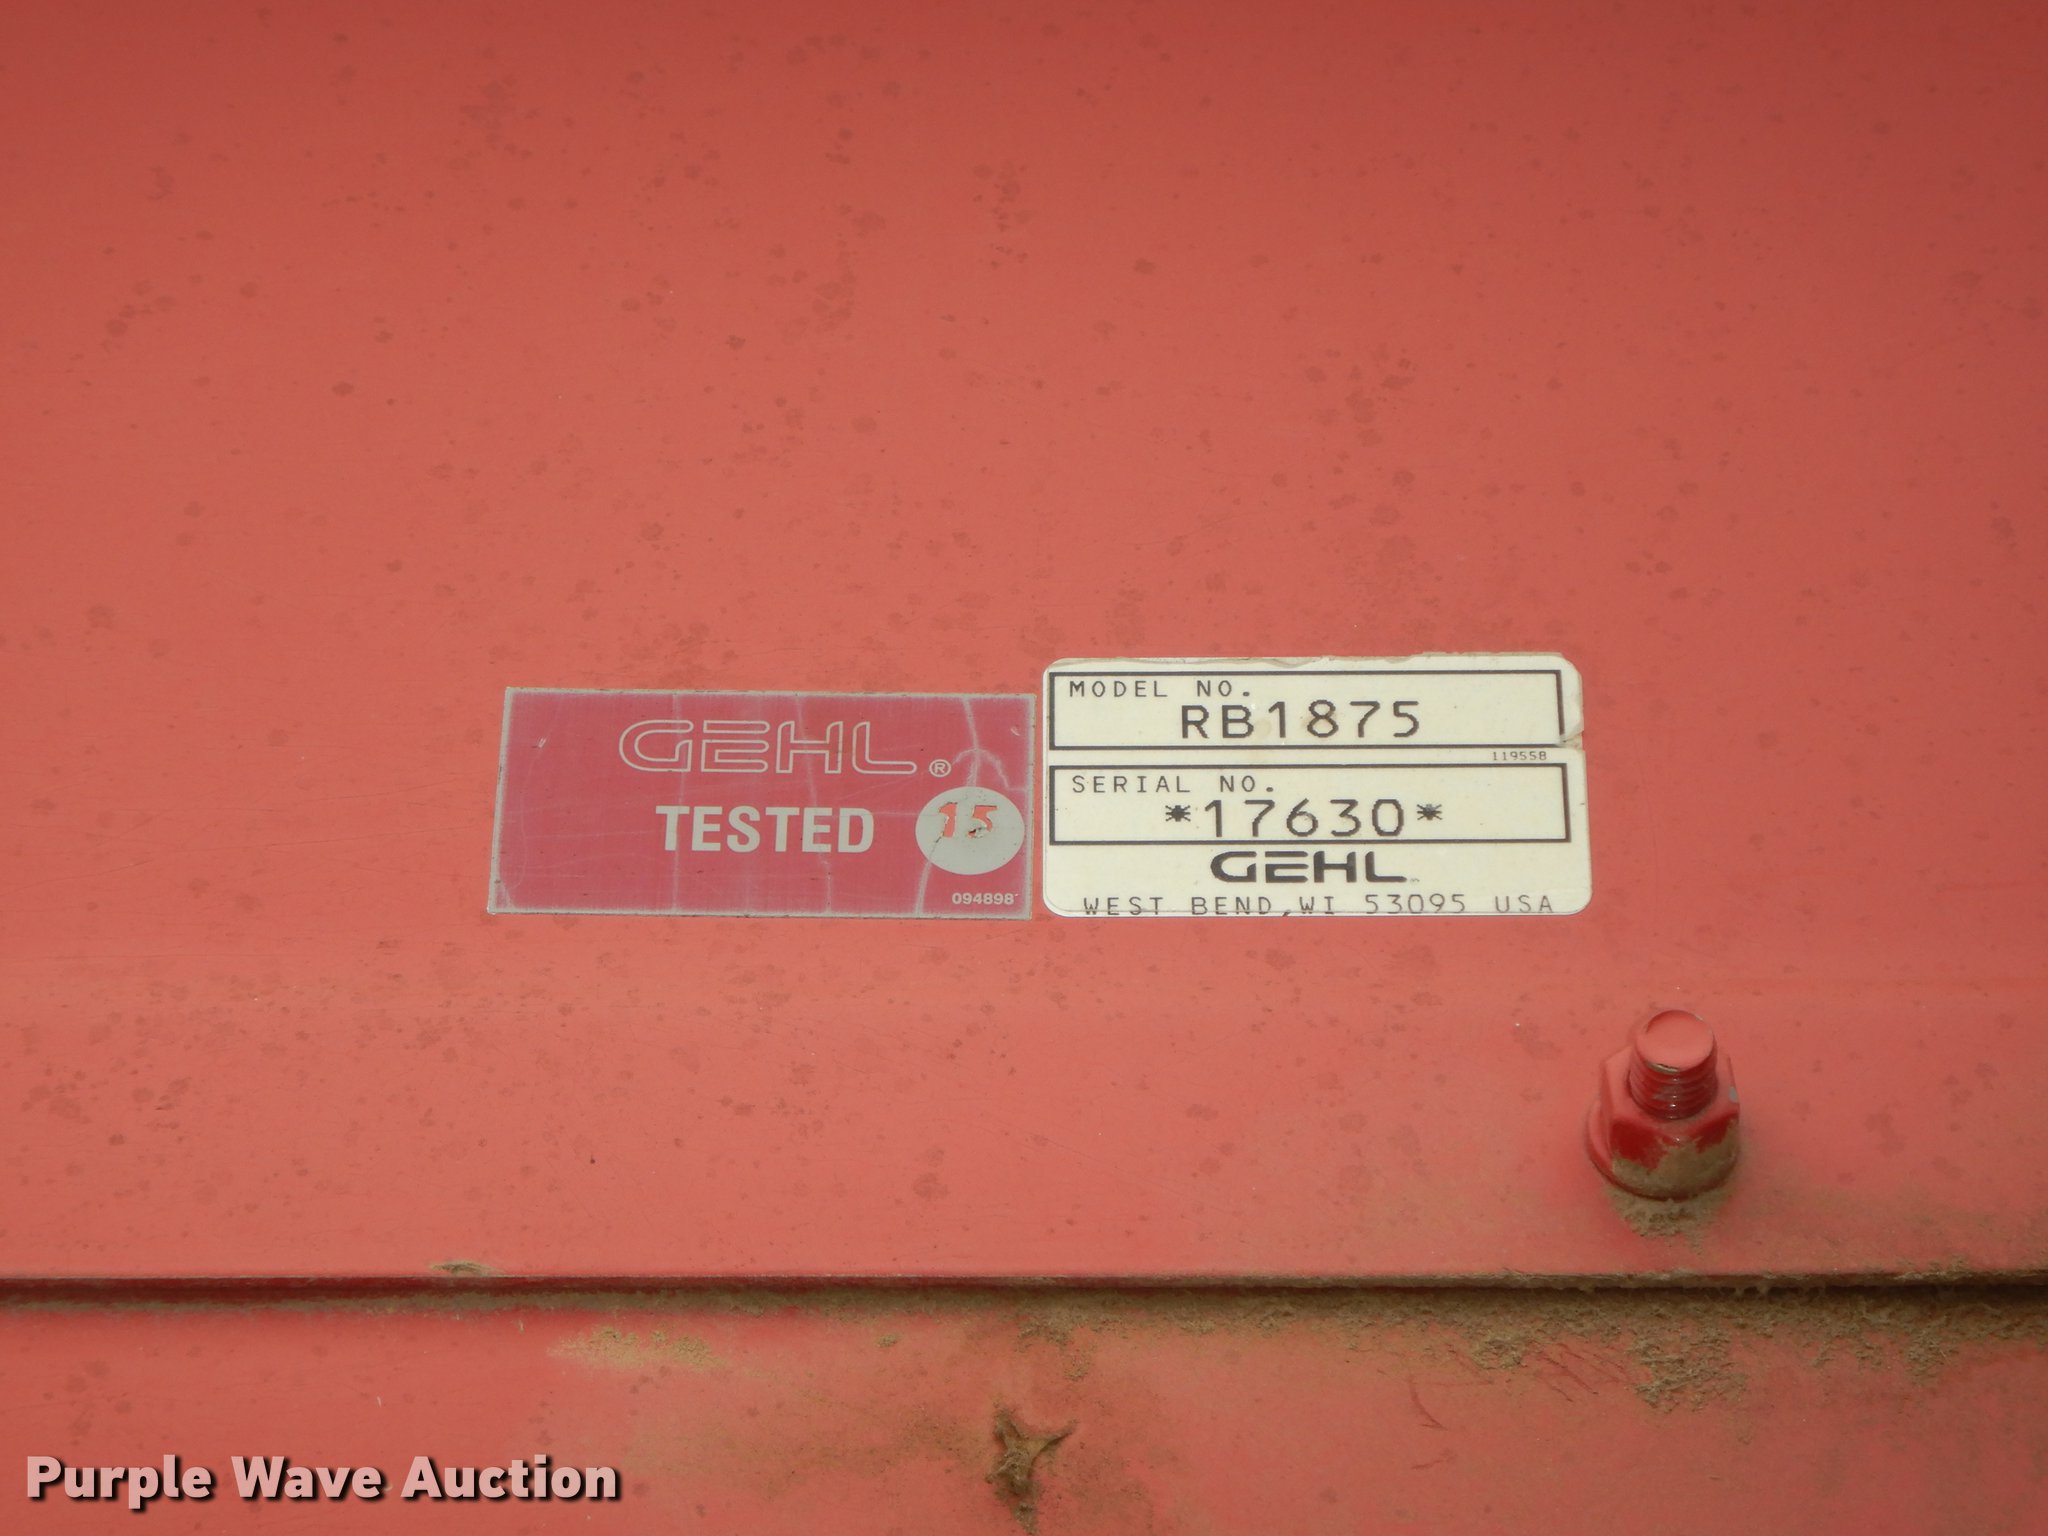 GEHL®
TESTED
15
094898
MODEL NO.
RB1875
119558
SERIAL NO.
*17630*
GEHL
WEST BEND, WI 53095 USA
Purple Wave Auction